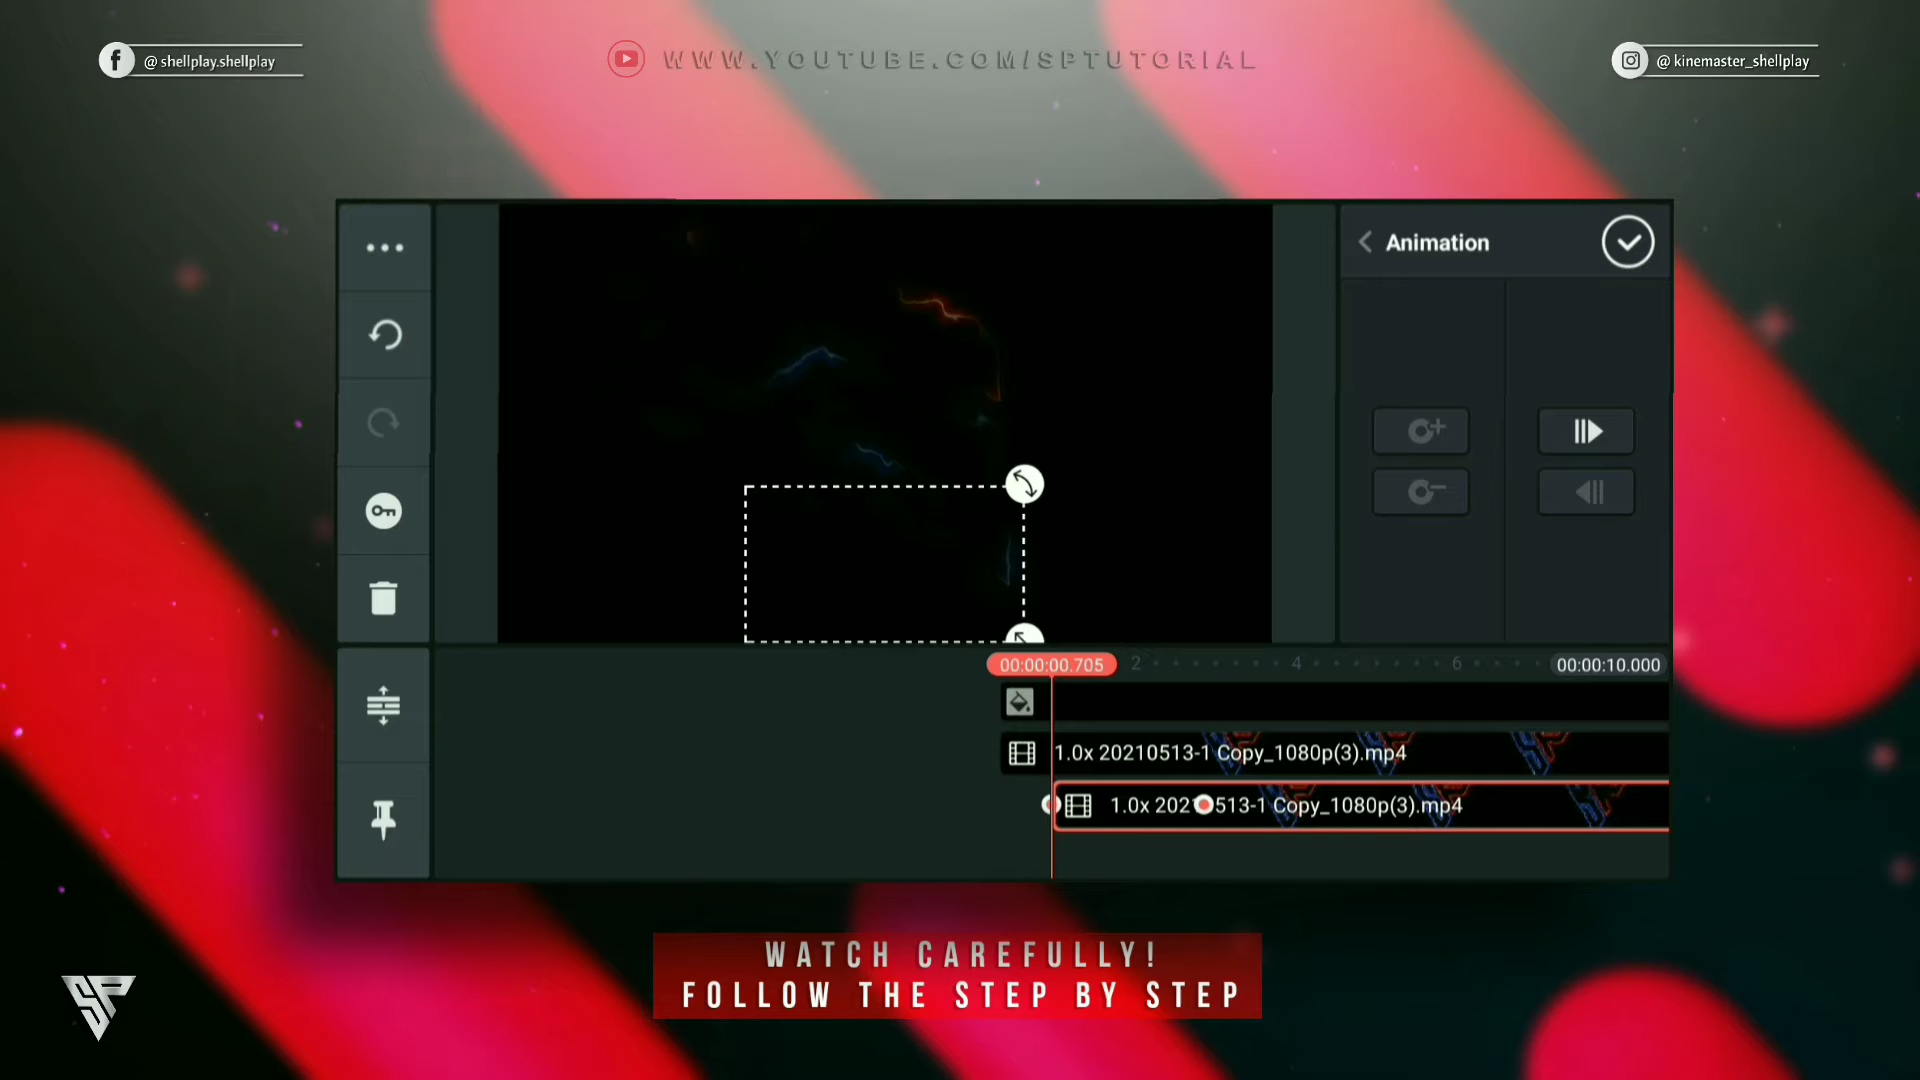 @ shellplay.shellplay
WWW.YOUTUBE.COM/SPTUTORIAL
@ kinemaster_shellplay
Animation
00:00:00.705
2
4
6
00:00:10.000
1.0x 20210513-1 Copy_1080p(3).mp4
1.0x 202 513-1 Copy_1080p(3).mp4
WATCH CAREFULLY!
FOLLOW THE STEP BY STEP
SP